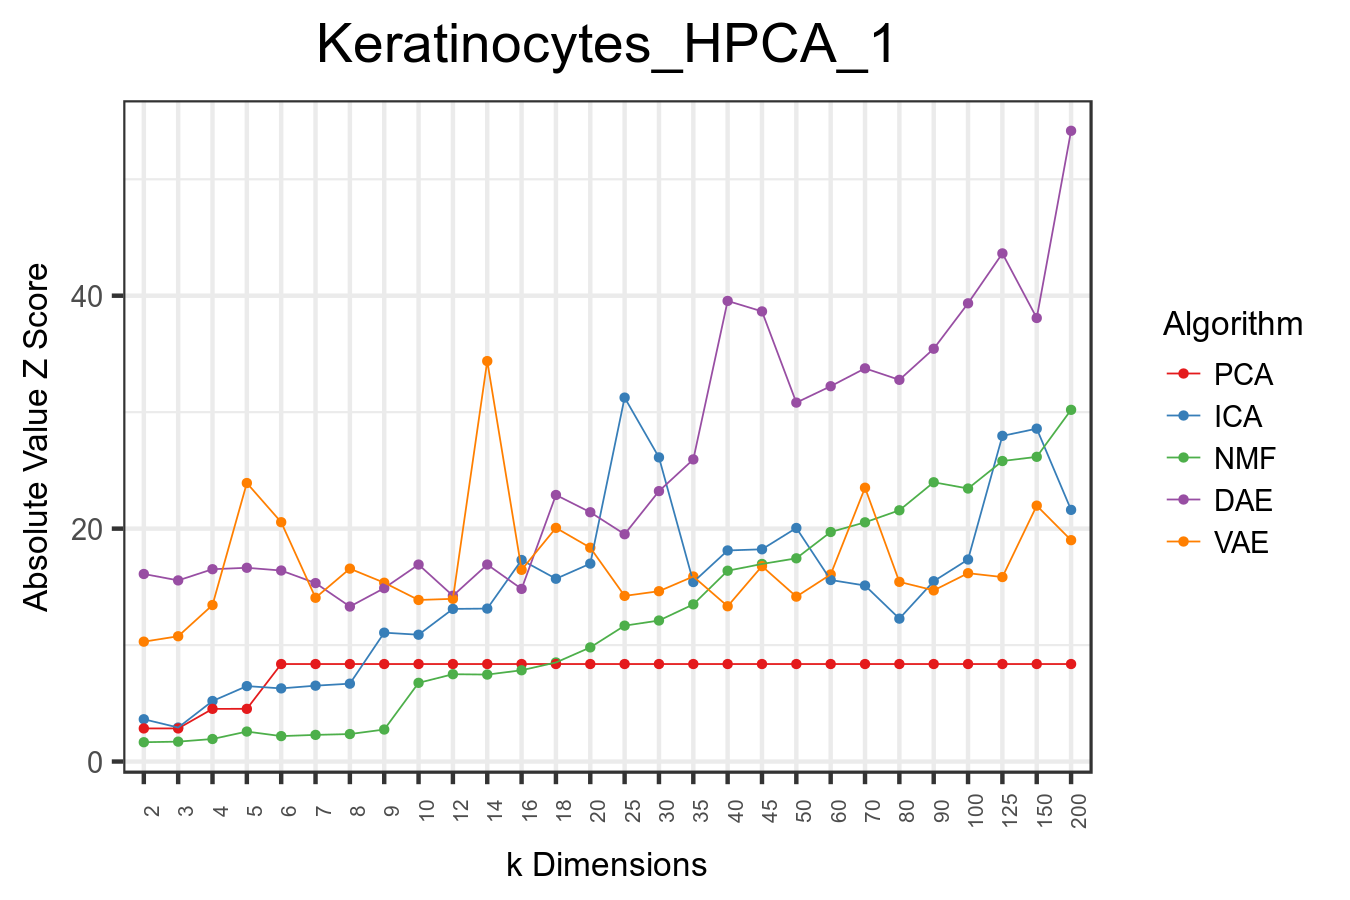 Keratinocytes_HPCA_1
Absolute Value Z Score
40
20
0
2 3 4 5 6 7 8 9 10 12 14 16 18 20 25 30 35 40 45 50 60 70 80 90 100 125 150 200
k Dimensions
Algorithm
PCA
ICA
NMF
DAE
VAE